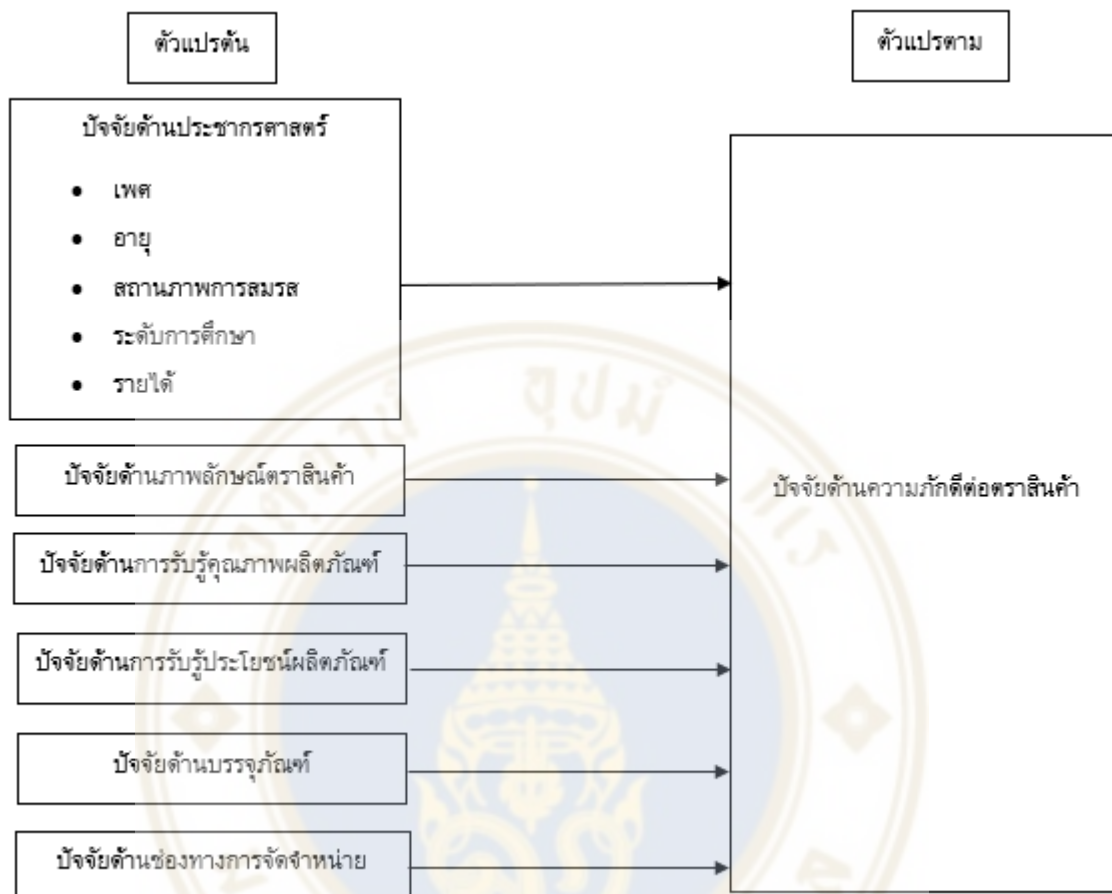 ตัวแปรต้น
ตัวแปรตาม
ปัจจัยด้านประชากรศาสตร์
• เพศ
• อายุ
• สถานภาพการสมรส
• ระดับการศึกษา
• รายได้
ปัจจัยด้านภาพลักษณ์ตราสินค้า
ปัจจัยด้านการรับรู้คุณภาพผลิตภัณฑ์
ปัจจัยด้านการรับรู้ประโยชน์ผลิตภัณฑ์
ปัจจัยด้านบรรจุภัณฑ์
ปัจจัยด้านช่องทางการจัดจำหน่าย
ปัจจัยด้านความภักดีต่อตราสินค้า